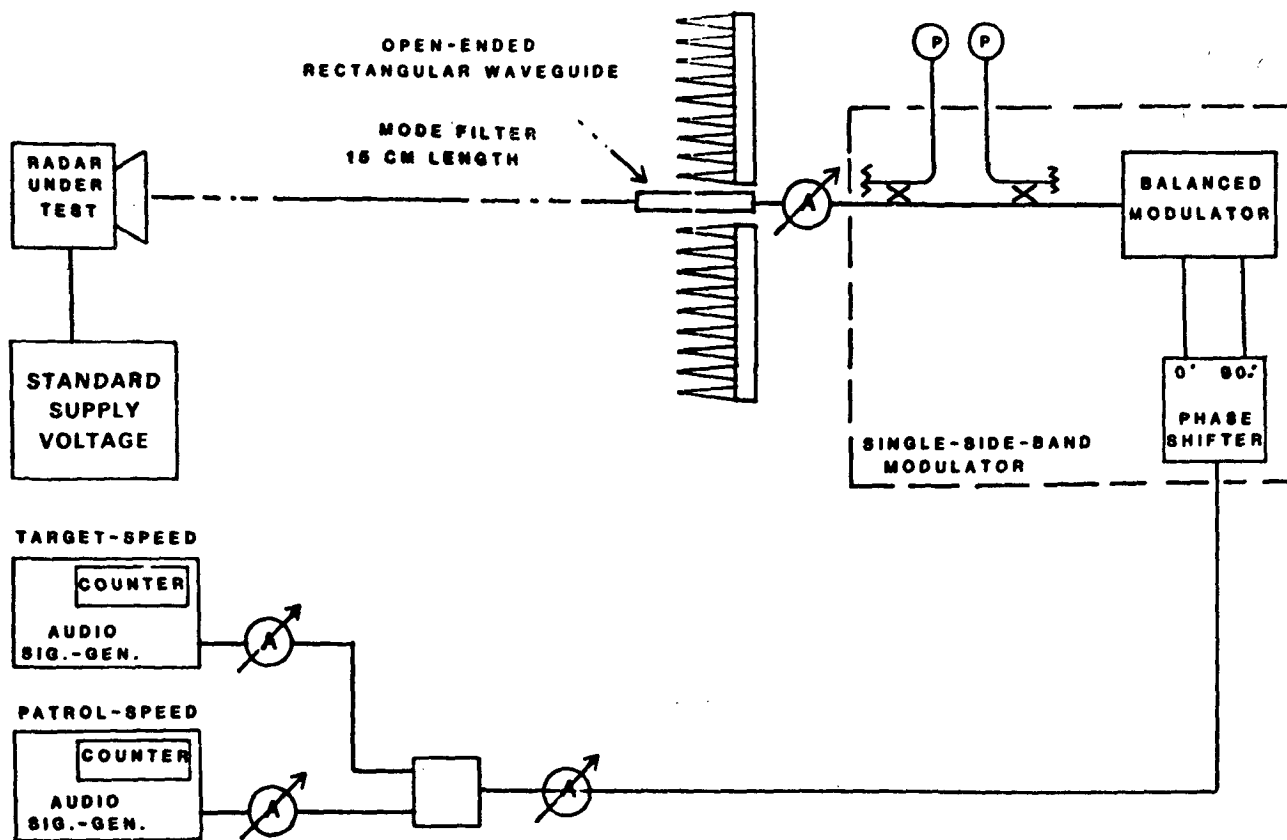 OPEN-ENDED
RECTANGULAR WAVEGUIDE
MODE FILTER
15 CM LENGTH
P P
RADAR
UNDER
TEST
A
BALANCED
MODULATOR
STANDARD
SUPPLY
VOLTAGE
0° 90°
PHASE
SHIFTER
SINGLE-SIDE-BAND
MODULATOR
TARGET-SPEED
COUNTER
AUDIO
SIG.-GEN.
A
PATROL-SPEED
COUNTER
AUDIO
SIG.-GEN.
A
A